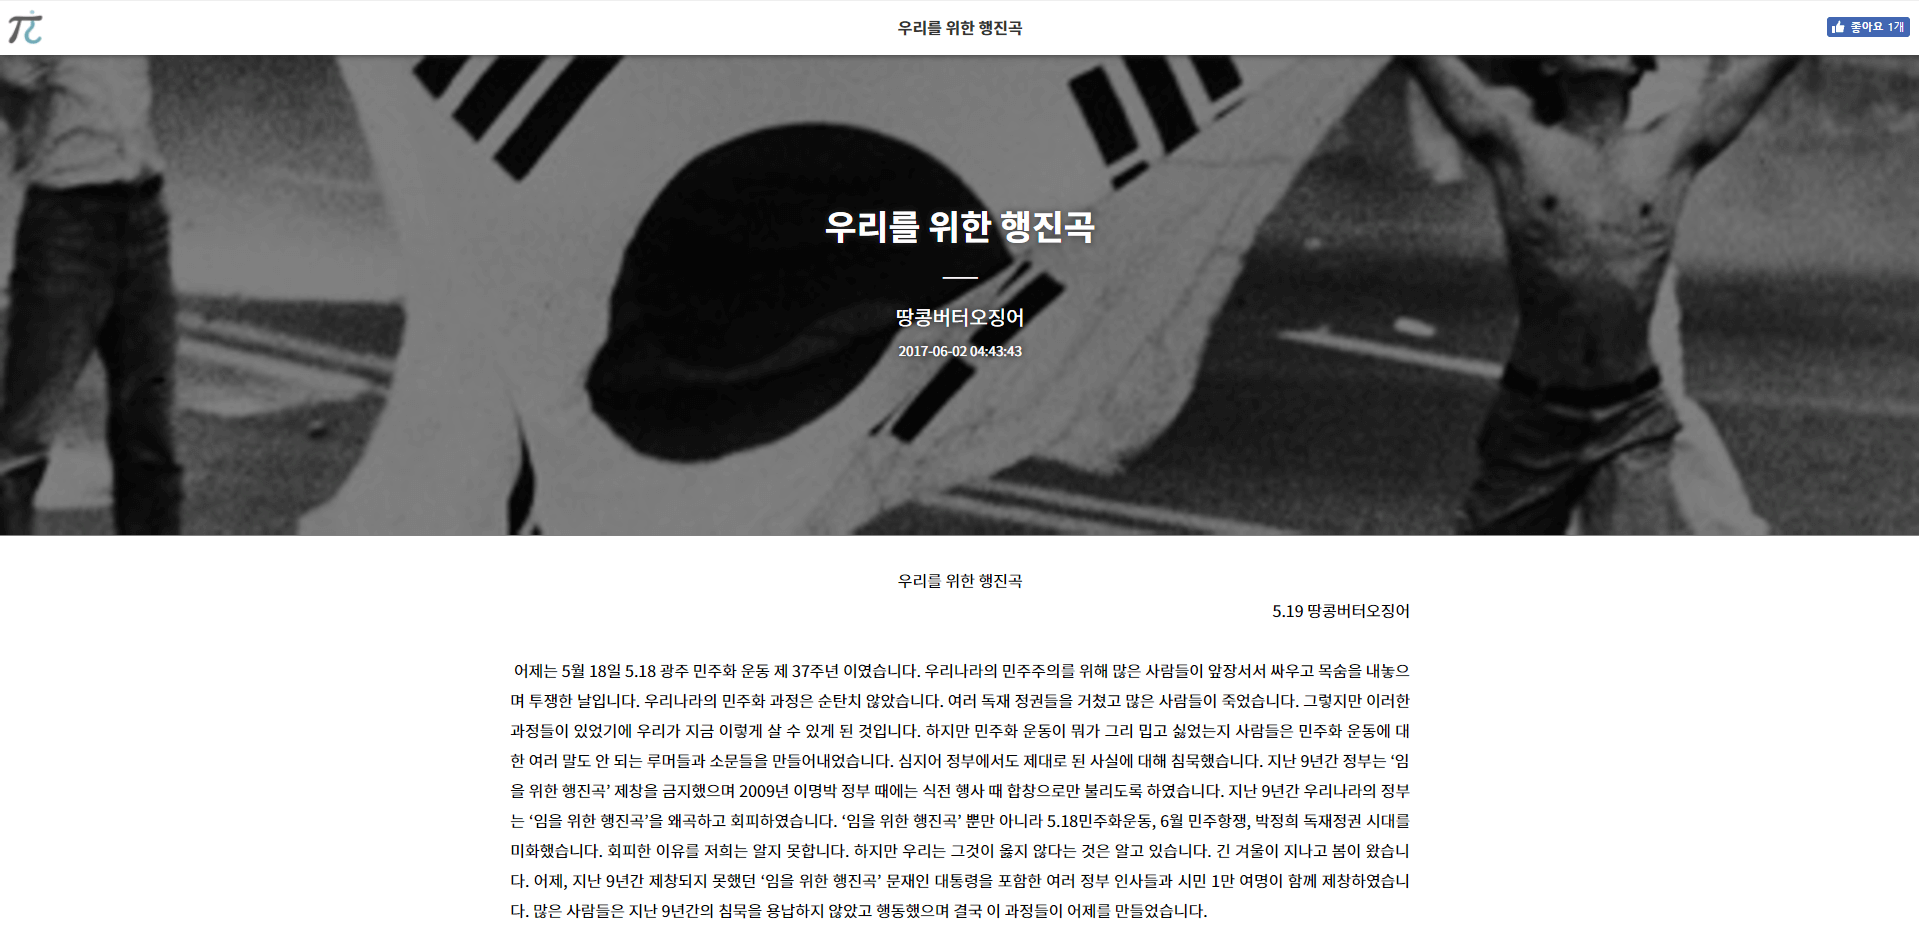 우리를 위한 행진곡
좋아요 1개
우리를 위한 행진곡
땅콩버터오징어
2017-06-02 04:43:43
우리를 위한 행진곡
5.19 땅콩버터오징어
어제는 5월 18일 5.18 광주 민주화 운동 제 37주년 이였습니다. 우리나라의 민주주의를 위해 많은 사람들이 앞장서서 싸우고 목숨을 내놓으
며 투쟁한 날입니다. 우리나라의 민주화 과정은 순탄치 않았습니다. 여러 독재 정권들을 거쳤고 많은 사람들이 죽었습니다. 그렇지만 이러한
과정들이 있었기에 우리가 지금 이렇게 살 수 있게 된 것입니다. 하지만 민주화 운동이 뭐가 그리 밉고 싫었는지 사람들은 민주화 운동에 대
한 여러 말도 안 되는 루머들과 소문들을 만들어내었습니다. 심지어 정부에서도 제대로 된 사실에 대해 침묵했습니다. 지난 9년간 정부는 ‘임
을 위한 행진곡’ 제창을 금지했으며 2009년 이명박 정부 때에는 식전 행사 때 합창으로만 불리도록 하였습니다. 지난 9년간 우리나라의 정부
는 ‘임을 위한 행진곡’을 왜곡하고 회피하였습니다. ‘임을 위한 행진곡’ 뿐만 아니라 5.18민주화운동, 6월 민주항쟁, 박정희 독재정권 시대를
미화했습니다. 회피한 이유를 저희는 알지 못합니다. 하지만 우리는 그것이 옳지 않다는 것은 알고 있습니다. 긴 겨울이 지나고 봄이 왔습니
다. 어제, 지난 9년간 제창되지 못했던 ‘임을 위한 행진곡’ 문재인 대통령을 포함한 여러 정부 인사들과 시민 1만 여명이 함께 제창하였습니
다. 많은 사람들은 지난 9년간의 침묵을 용납하지 않았고 행동했으며 결국 이 과정들이 어제를 만들었습니다.